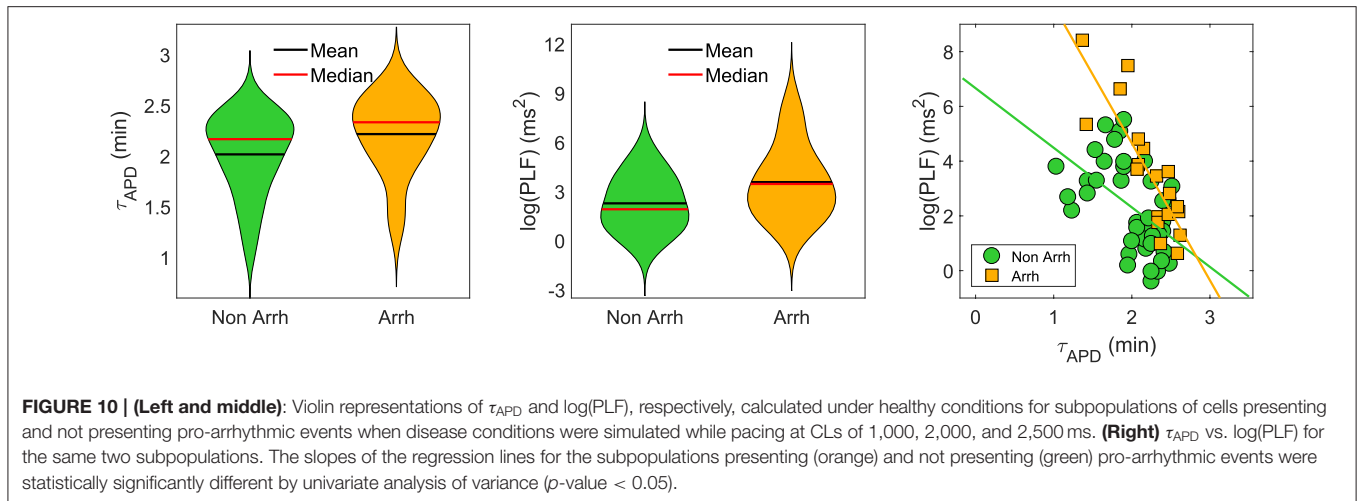 3
2.5
2
1.5
1
τAPD (min)
Mean
Median
Non Arrh
Arrh
12
9
6
3
0
-3
log(PLF) (ms²)
Mean
Median
Non Arrh
Arrh
8
6
4
2
0
log(PLF) (ms²)
Non Arrh
Arrh
0 1 2 3
τAPD (min)
FIGURE 10 | (Left and middle): Violin representations of τAPD and log(PLF), respectively, calculated under healthy conditions for subpopulations of cells presenting
and not presenting pro-arrhythmic events when disease conditions were simulated while pacing at CLs of 1,000, 2,000, and 2,500 ms. (Right) τAPD vs. log(PLF) for
the same two subpopulations. The slopes of the regression lines for the subpopulations presenting (orange) and not presenting (green) pro-arrhythmic events were
statistically significantly different by univariate analysis of variance (p-value < 0.05).